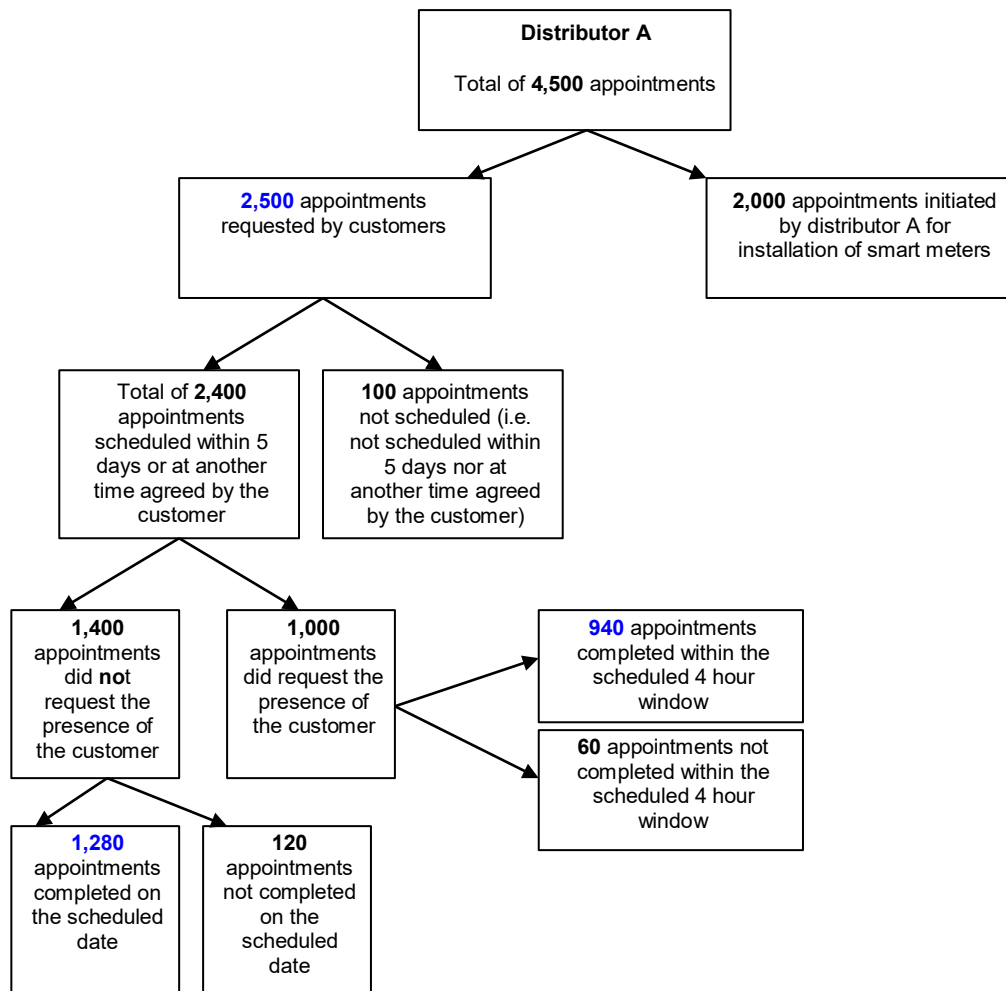 Distributor A
Total of 4,500 appointments
2,500 appointments
requested by customers
2,000 appointments initiated
by distributor A for
installation of smart meters
Total of 2,400
appointments
scheduled within 5
days or at another
time agreed by the
customer
100 appointments
not scheduled (i.e.
not scheduled within
5 days nor at
another time agreed
by the customer)
1,400
appointments
did not
request the
presence of
the customer
1,000
appointments
did request the
presence of
the customer
940 appointments
completed within the
scheduled 4 hour
window
60 appointments not
completed within the
scheduled 4 hour
window
1,280
appointments
completed on
the scheduled
date
120
appointments
not completed
on the
scheduled
date